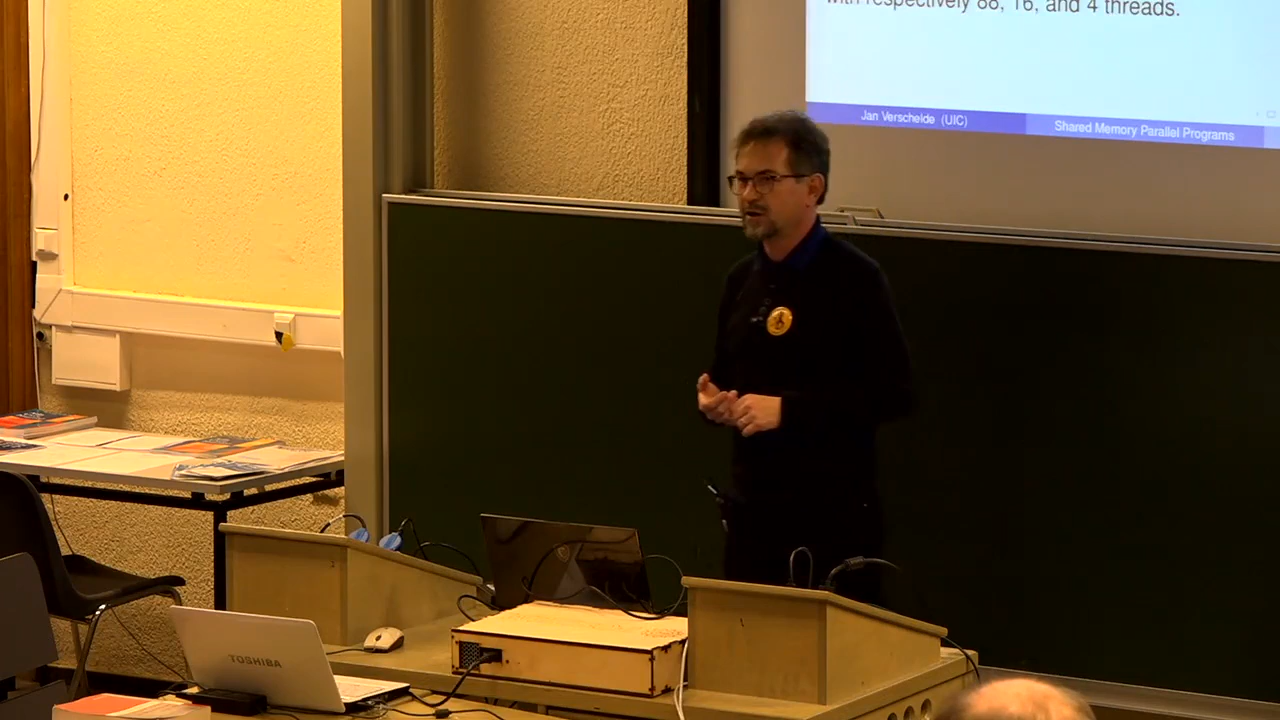 with respectively 88, 16, and 4 threads.
Jan Verschelde (UIC)
Shared Memory Parallel Programs
TOSHIBA